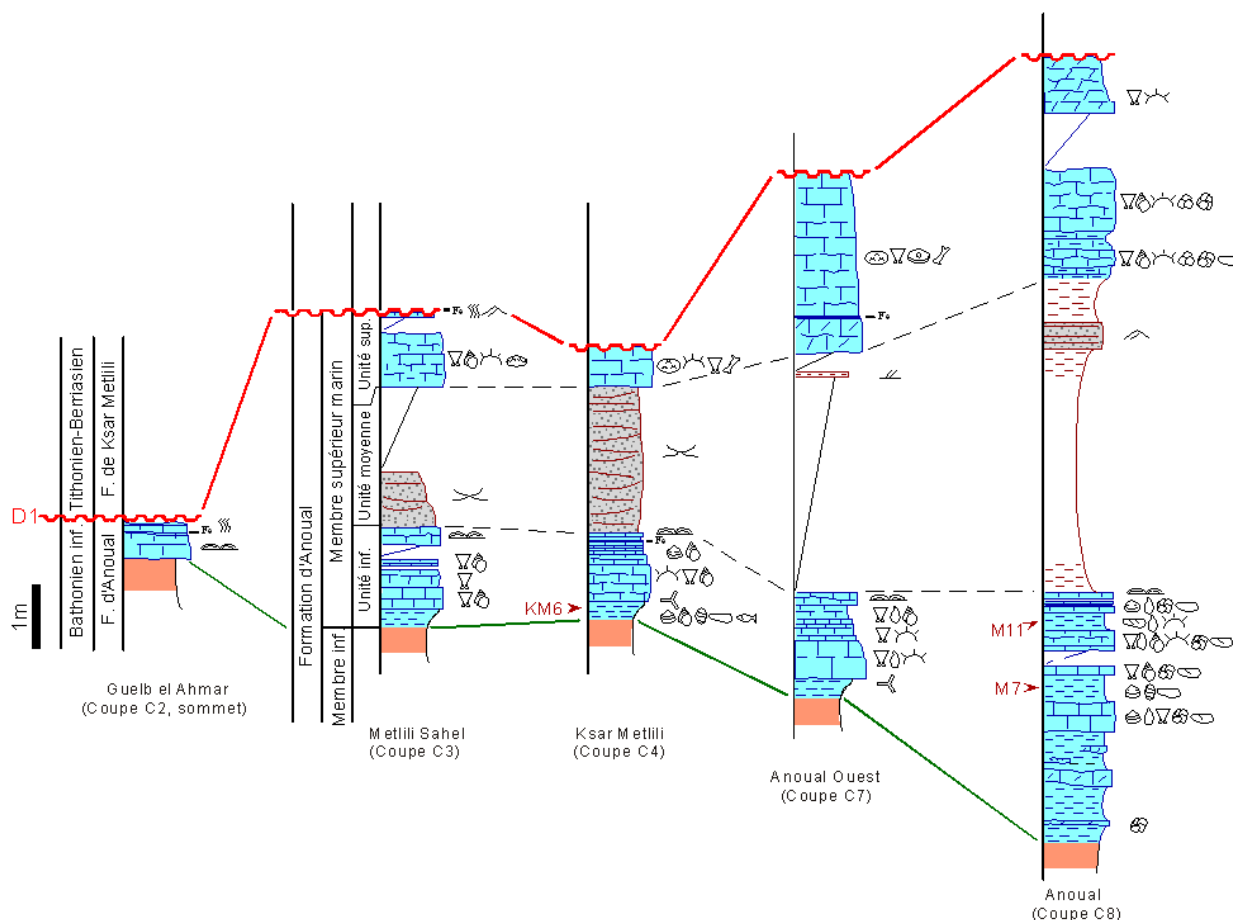 D1
1m
Bathonien inf.
Tithonien-Berriasien
F. d'Anoual
F. de Ksar Metlili
Fe
Guelb el Ahmar
(Coupe C2, sommet)
Formation d'Anoual
Membre inf.
Membre supérieur marin
Unité inf.
Unité moyenne
Unité sup.
Fe
Metlili Sahel
(Coupe C3)
KM6
Fe
Ksar Metlili
(Coupe C4)
Fe
Anoual Ouest
(Coupe C7)
M11
M7
Anoual
(Coupe C8)